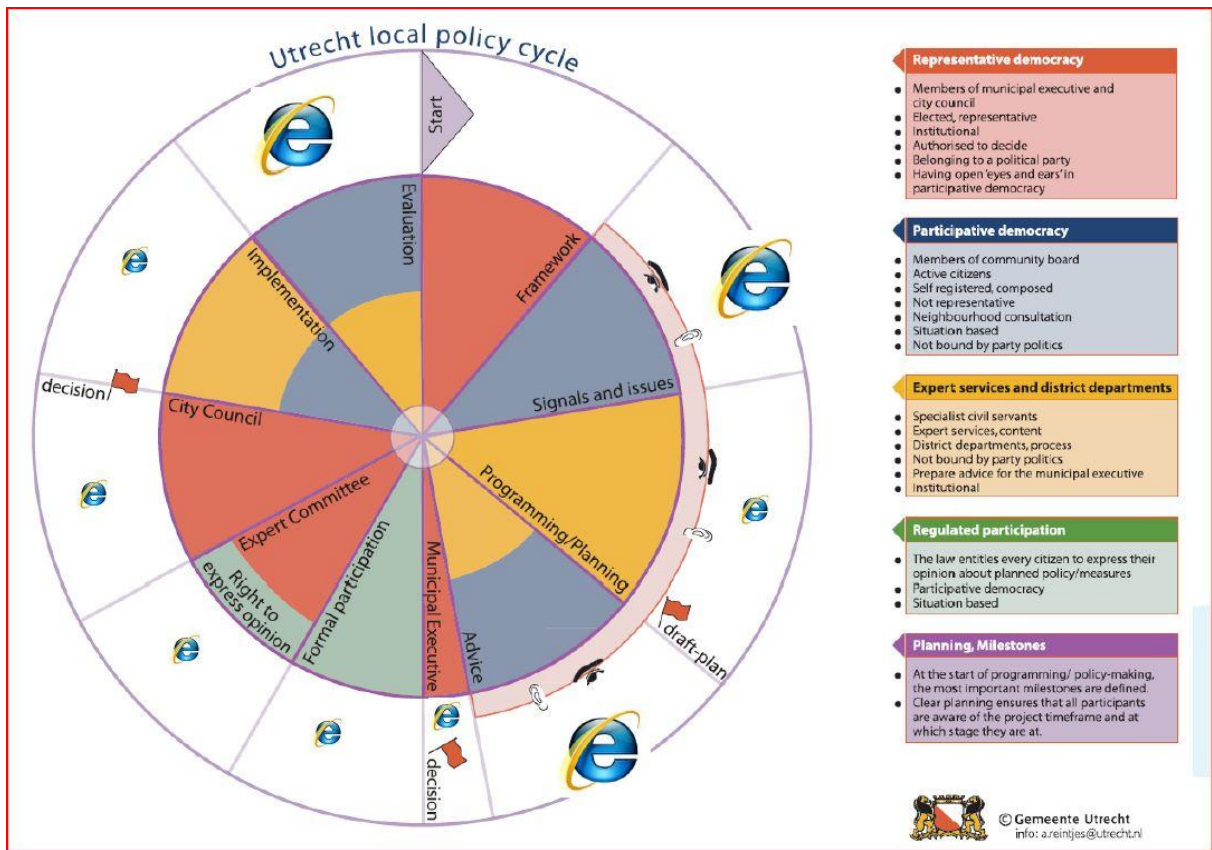 Utrecht local policy cycle
Start
Framework
Signals and issues
Programming/Planning
draft-plan
Advice
Municipal Executive
decision
Formal participation
Right to
express opinion
Expert Committee
City Council
decision
Implementation
Evaluation
Representative democracy
Members of municipal executive and
city council
Elected, representative
Institutional
Authorised to decide
Belonging to a political party
Having open 'eyes and ears' in
participative democracy
Participative democracy
Members of community board
Active citizens
Self registered, composed
Not representative
Neighbourhood consultation
Situation based
Not bound by party politics
Expert services and district departments
Specialist civil servants
Expert services, content
District departments, process
Not bound by party politics
Prepare advice for the municipal executive
Institutional
Regulated participation
The law entitles every citizen to express their
opinion about planned policy/measures
Participative democracy
Situation based
Planning, Milestones
At the start of programming/ policy-making,
the most important milestones are defined.
Clear planning ensures that all participants
are aware of the project timeframe and at
which stage they are at.
© Gemeente Utrecht
info: a.reintjes@utrecht.nl